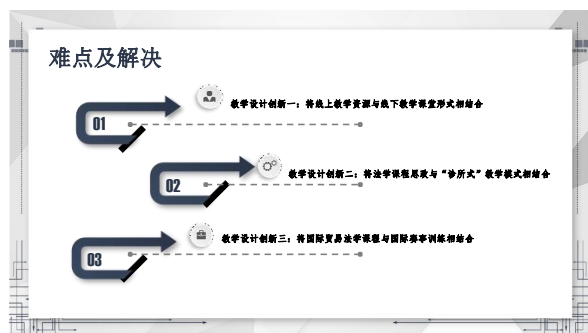 难点及解决
01
教学设计创新一：将线上教学资源与线下教学课堂形式相结合
02
教学设计创新二：将法学课程思政与“诊所式”教学模式相结合
03
教学设计创新三：将国际贸易法学课程与国际赛事训练相结合